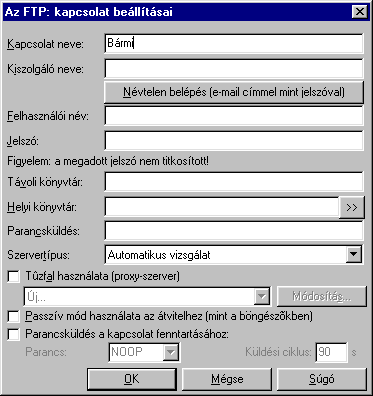 Az FTP: kapcsolat beállításai
Kapcsolat neve: Bármi
Kiszolgáló neve:
Névtelen belépés (e-mail címmel mint jelszóval)
Felhasználói név:
Jelszó:
Figyelem: a megadott jelszó nem titkosított!
Távoli könyvtár:
Helyi könyvtár: >>
Parancsküldés:
Szervertípus: Automatikus vizsgálat
Tûzfal használata (proxy-szerver)
Új... Módosítás...
Passzív mód használata az átvitelhez (mint a böngészõkben)
Parancsküldés a kapcsolat fenntartásához:
Parancs: NOOP Küldési ciklus: 90 s
OK Mégse Súgó